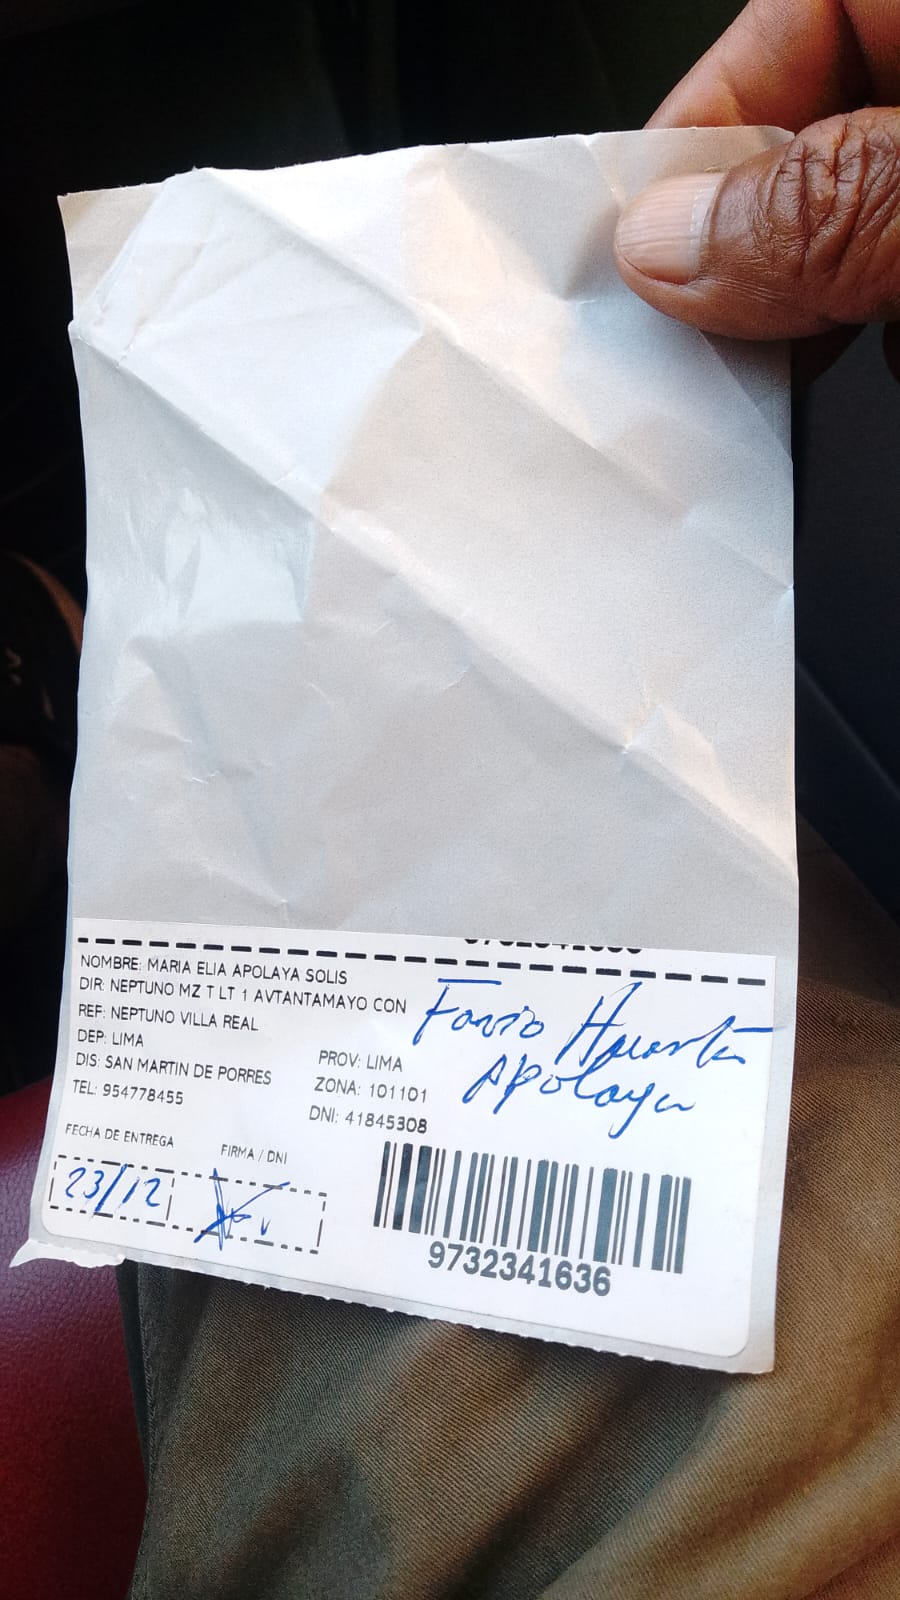 NOMBRE: MARIA ELIA APOLAYA SOLIS
DIR: NEPTUNO MZ T LT 1 AVTANTAMAYO CON
REF: NEPTUNO VILLA REAL
DEP: LIMA
PROV: LIMA
DIS: SAN MARTIN DE PORRES
ZONA: 101101
TEL: 954778455
DNI: 41845308
Favio Huarta
Apolaya
FECHA DE ENTREGA
FIRMA / DNI
23/12
9732341636